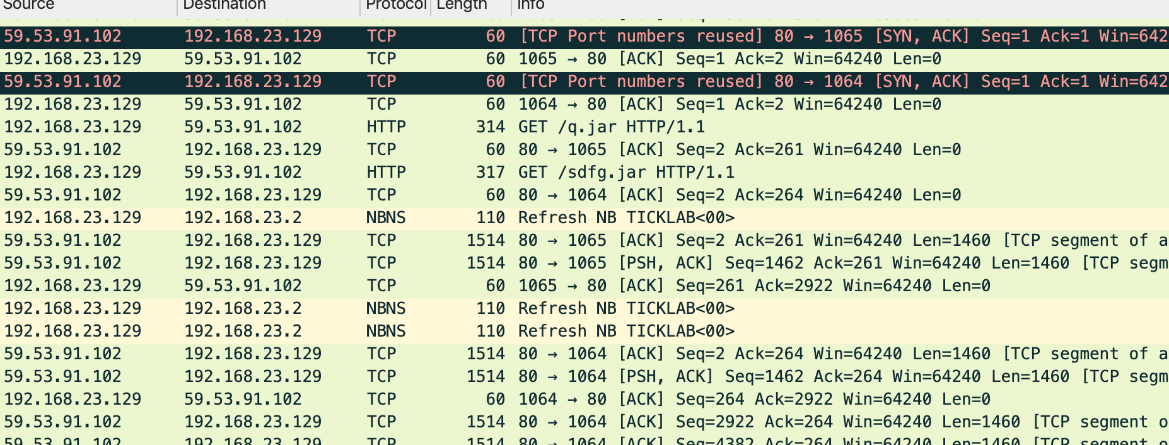 Source Destination Protocol Length Info
59.53.91.102 192.168.23.129 TCP 60 [TCP Port numbers reused] 80 → 1065 [SYN, ACK] Seq=1 Ack=1 Win=642
192.168.23.129 59.53.91.102 TCP 60 1065 → 80 [ACK] Seq=1 Ack=2 Win=64240 Len=0
59.53.91.102 192.168.23.129 TCP 60 [TCP Port numbers reused] 80 → 1064 [SYN, ACK] Seq=1 Ack=1 Win=642
192.168.23.129 59.53.91.102 TCP 60 1064 → 80 [ACK] Seq=1 Ack=2 Win=64240 Len=0
192.168.23.129 59.53.91.102 HTTP 314 GET /q.jar HTTP/1.1
59.53.91.102 192.168.23.129 TCP 60 80 → 1065 [ACK] Seq=2 Ack=261 Win=64240 Len=0
192.168.23.129 59.53.91.102 HTTP 317 GET /sdfg.jar HTTP/1.1
59.53.91.102 192.168.23.129 TCP 60 80 → 1064 [ACK] Seq=2 Ack=264 Win=64240 Len=0
192.168.23.129 192.168.23.2 NBNS 110 Refresh NB TICKLAB<00>
59.53.91.102 192.168.23.129 TCP 1514 80 → 1065 [ACK] Seq=2 Ack=261 Win=64240 Len=1460 [TCP segment of a
59.53.91.102 192.168.23.129 TCP 1514 80 → 1065 [PSH, ACK] Seq=1462 Ack=261 Win=64240 Len=1460 [TCP segm
192.168.23.129 59.53.91.102 TCP 60 1065 → 80 [ACK] Seq=261 Ack=2922 Win=64240 Len=0
192.168.23.129 192.168.23.2 NBNS 110 Refresh NB TICKLAB<00>
192.168.23.129 192.168.23.2 NBNS 110 Refresh NB TICKLAB<00>
59.53.91.102 192.168.23.129 TCP 1514 80 → 1064 [ACK] Seq=2 Ack=264 Win=64240 Len=1460 [TCP segment of a
59.53.91.102 192.168.23.129 TCP 1514 80 → 1064 [PSH, ACK] Seq=1462 Ack=264 Win=64240 Len=1460 [TCP segm
192.168.23.129 59.53.91.102 TCP 60 1064 → 80 [ACK] Seq=264 Ack=2922 Win=64240 Len=0
59.53.91.102 192.168.23.129 TCP 1514 80 → 1064 [ACK] Seq=2922 Ack=264 Win=64240 Len=1460 [TCP segment o
59.53.91.102 192.168.23.129 TCP 1514 80 → 1064 [ACK] Seq=4382 Ack=264 Win=64240 Len=1460 [TCP segment o